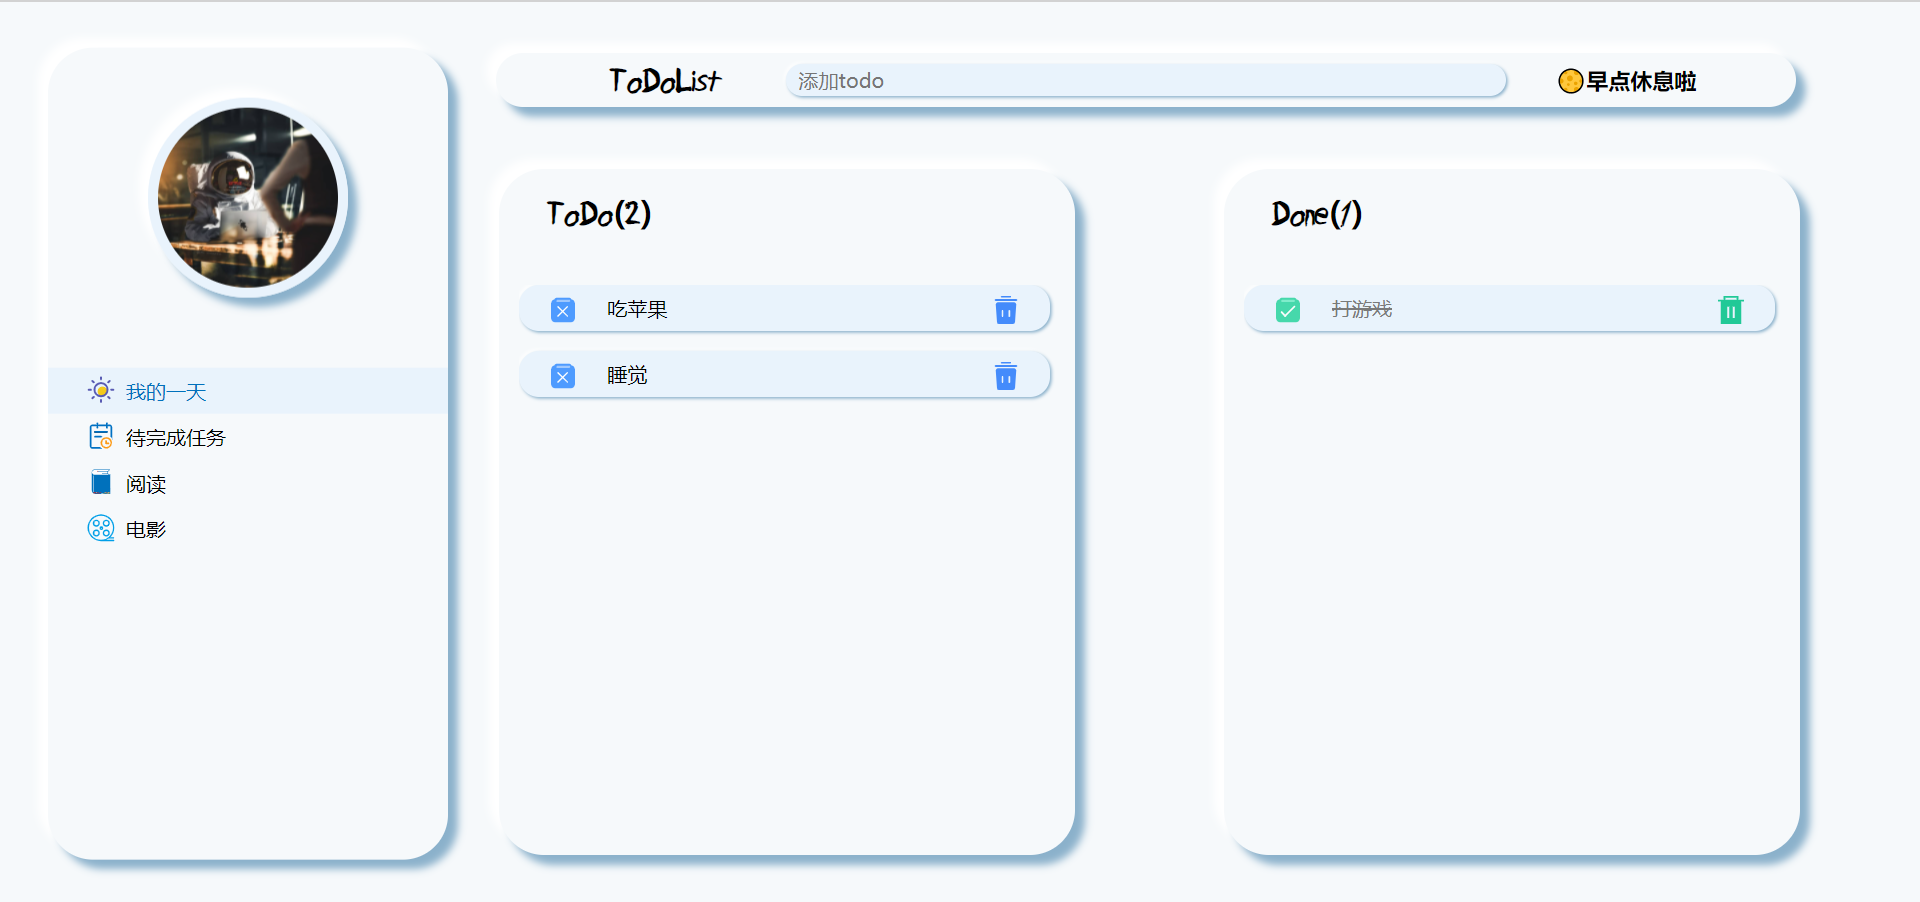 ToDoList
添加todo
早点休息啦
我的一天
待完成任务
阅读
电影
ToDo(2)
吃苹果
睡觉
Done(1)
打游戏